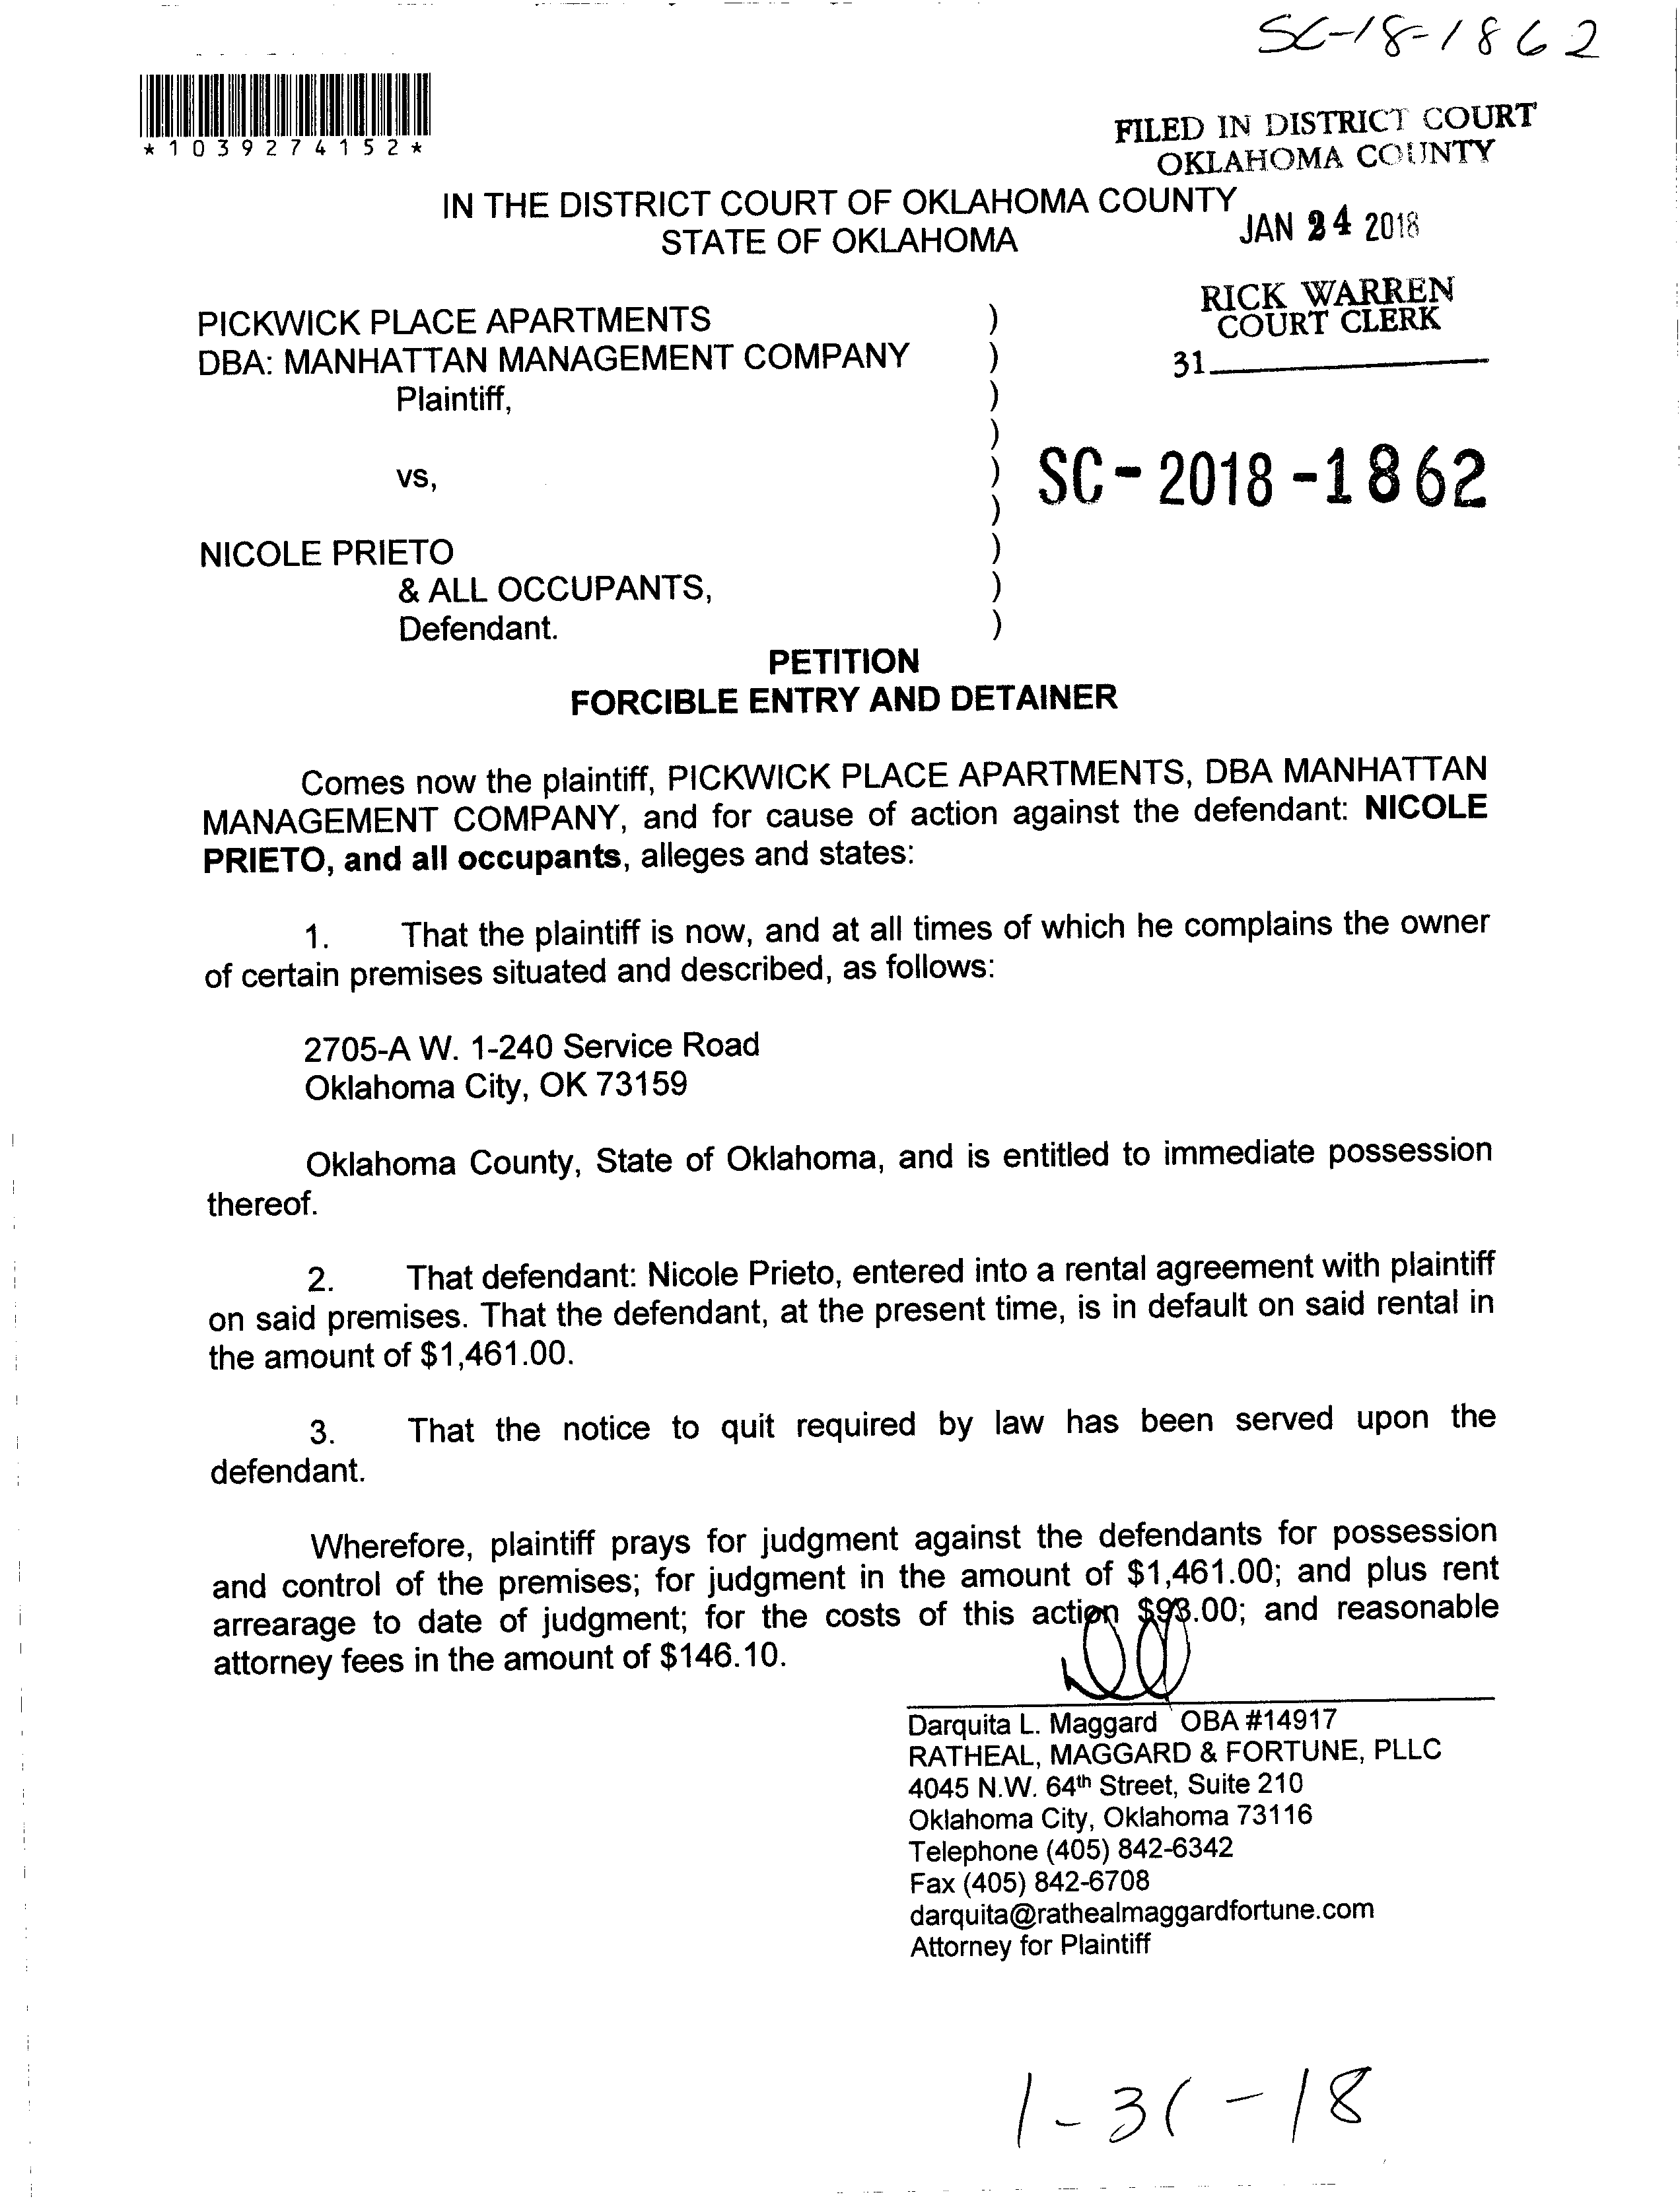 SC-18-1862
*1039274152*
FILED IN DISTRICT COURT
OKLAHOMA COUNTY
IN THE DISTRICT COURT OF OKLAHOMA COUNTY
STATE OF OKLAHOMA
JAN 24 2018
RICK WARREN
COURT CLERK
31
PICKWICK PLACE APARTMENTS )
DBA: MANHATTAN MANAGEMENT COMPANY )
Plaintiff, )
)
vs, )
)
SC-2018-1862
NICOLE PRIETO )
& ALL OCCUPANTS, )
Defendant. )
PETITION
FORCIBLE ENTRY AND DETAINER
Comes now the plaintiff, PICKWICK PLACE APARTMENTS, DBA MANHATTAN
MANAGEMENT COMPANY, and for cause of action against the defendant: NICOLE
PRIETO, and all occupants, alleges and states:
1. That the plaintiff is now, and at all times of which he complains the owner
of certain premises situated and described, as follows:
2705-A W. 1-240 Service Road
Oklahoma City, OK 73159
Oklahoma County, State of Oklahoma, and is entitled to immediate possession
thereof.
2. That defendant: Nicole Prieto, entered into a rental agreement with plaintiff
on said premises. That the defendant, at the present time, is in default on said rental in
the amount of $1,461.00.
3. That the notice to quit required by law has been served upon the
defendant.
Wherefore, plaintiff prays for judgment against the defendants for possession
and control of the premises; for judgment in the amount of $1,461.00; and plus rent
arrearage to date of judgment; for the costs of this action $93.00; and reasonable
attorney fees in the amount of $146.10.
Darquita L. Maggard OBA #14917
RATHEAL, MAGGARD & FORTUNE, PLLC
4045 N.W. 64th Street, Suite 210
Oklahoma City, Oklahoma 73116
Telephone (405) 842-6342
Fax (405) 842-6708
darquita@rathealmaggardfortune.com
Attorney for Plaintiff
1-31-18